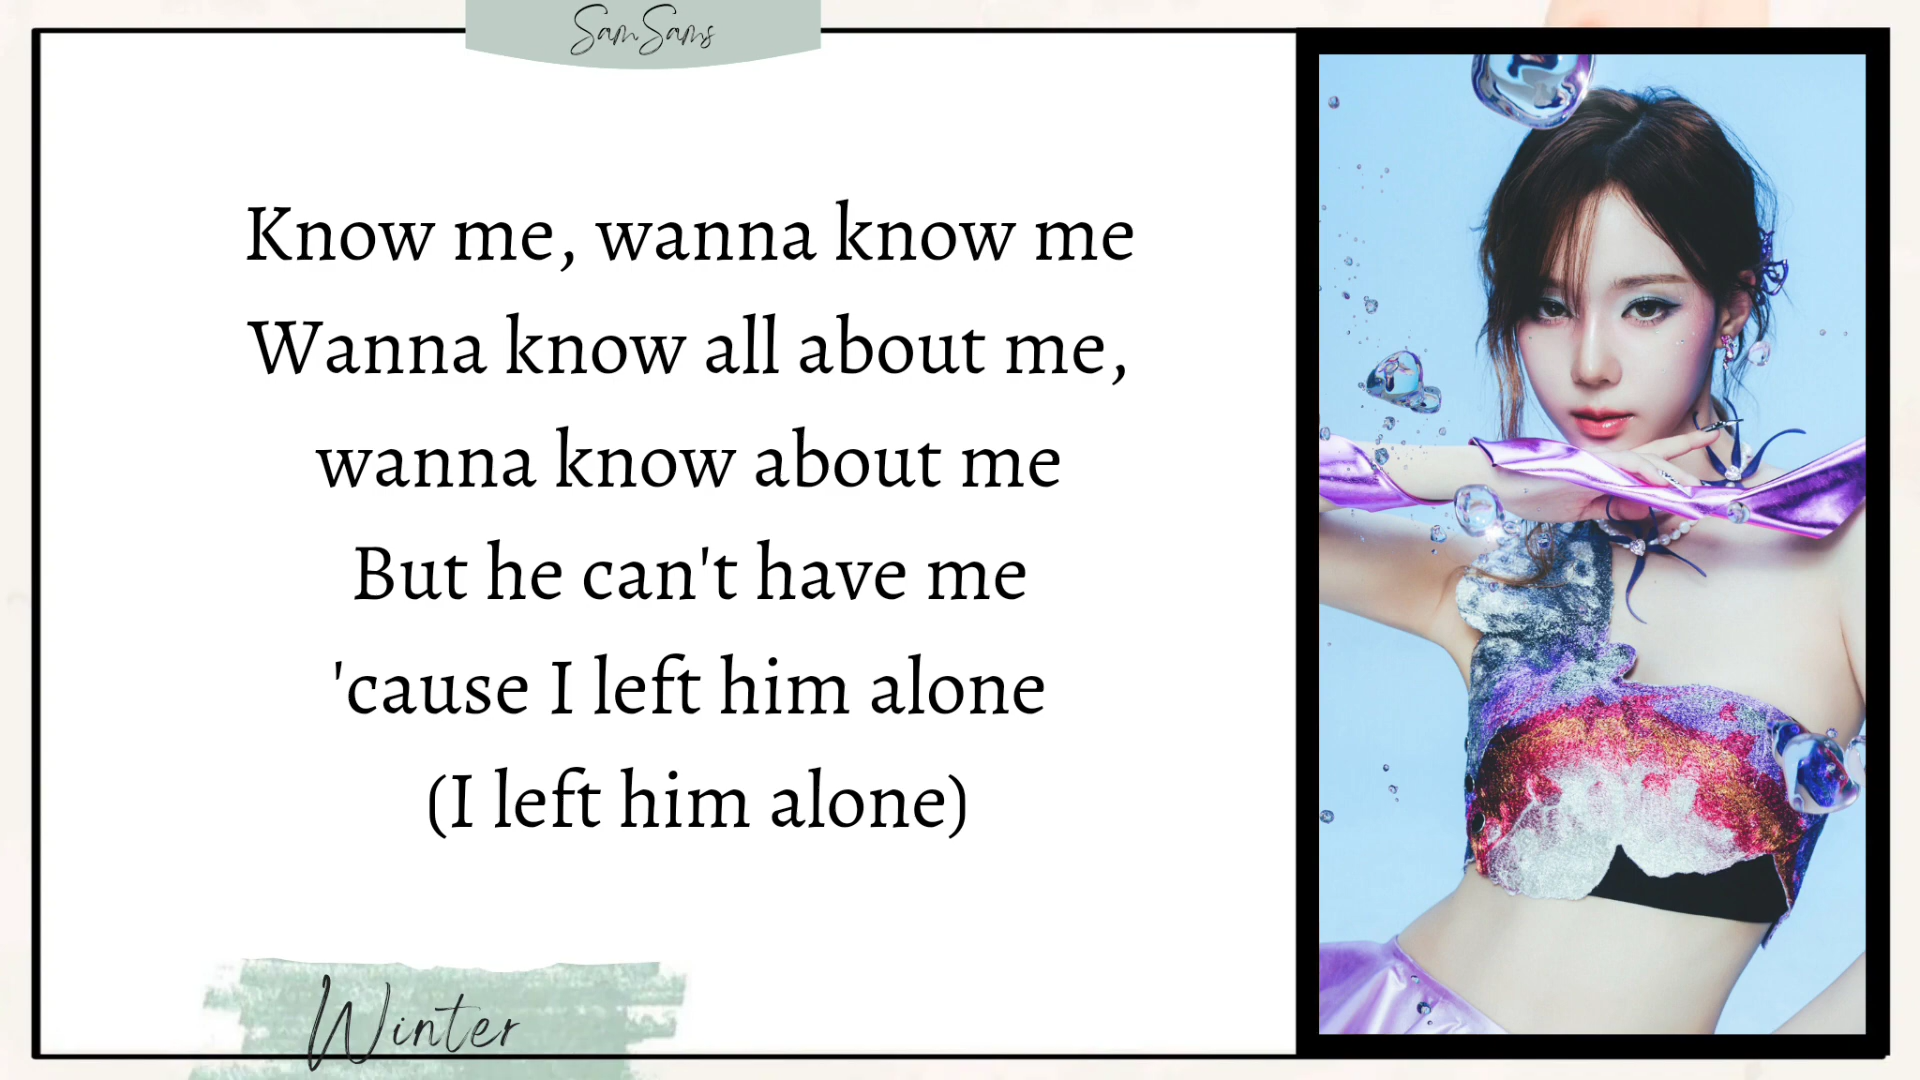 SamSams
Know me, wanna know me
Wanna know all about me,
wanna know about me
But he can't have me
'cause I left him alone
(I left him alone)
Winter